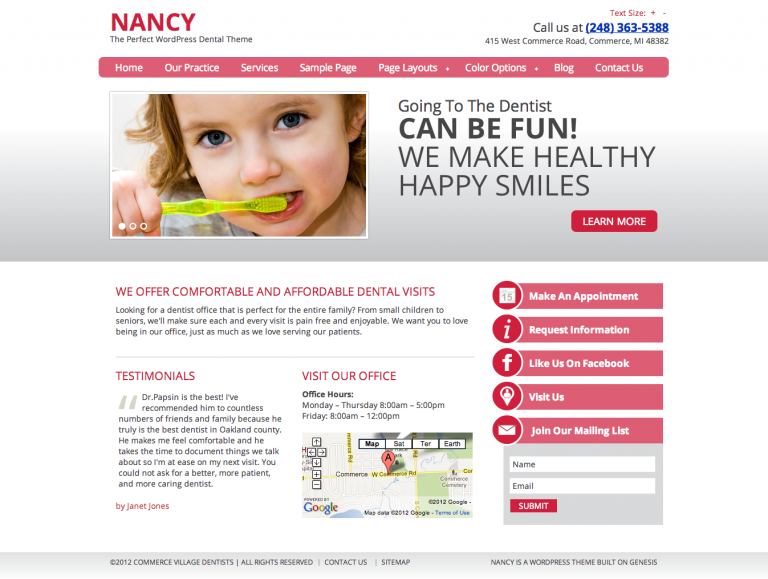 NANCY
The Perfect WordPress Dental Theme
Text Size: + -
Call us at (248) 363-5388
415 West Commerce Road, Commerce, MI 48382
Home Our Practice Services Sample Page Page Layouts + Color Options + Blog Contact Us
Going To The Dentist
CAN BE FUN!
WE MAKE HEALTHY
HAPPY SMILES
LEARN MORE
WE OFFER COMFORTABLE AND AFFORDABLE DENTAL VISITS
Looking for a dentist office that is perfect for the entire family? From small children to
seniors, we'll make sure each and every visit is pain free and enjoyable. We want you to love
being in our office, just as much as we love serving our patients.
TESTIMONIALS
“ Dr.Papsin is the best! I've
recommended him to countless
numbers of friends and family because he
truly is the best dentist in Oakland county.
He makes me feel comfortable and he
takes the time to document things we talk
about so I'm at ease on my next visit. You
could not ask for a better, more patient,
and more caring dentist.
by Janet Jones
VISIT OUR OFFICE
Office Hours:
Monday – Thursday 8:00am – 5:00pm
Friday: 8:00am – 12:00pm
Map Sat Ter Earth
A
Commerce
W Commerce Rd
Commerce
Cemetery
POWERED BY
Google
©2012 Google -
Map data ©2012 Google - Terms of Use
15 Make An Appointment
i Request Information
f Like Us On Facebook
Visit Us
Join Our Mailing List
Name
Email
SUBMIT
©2012 COMMERCE VILLAGE DENTISTS | ALL RIGHTS RESERVED | CONTACT US | SITEMAP
NANCY IS A WORDPRESS THEME BUILT ON GENESIS